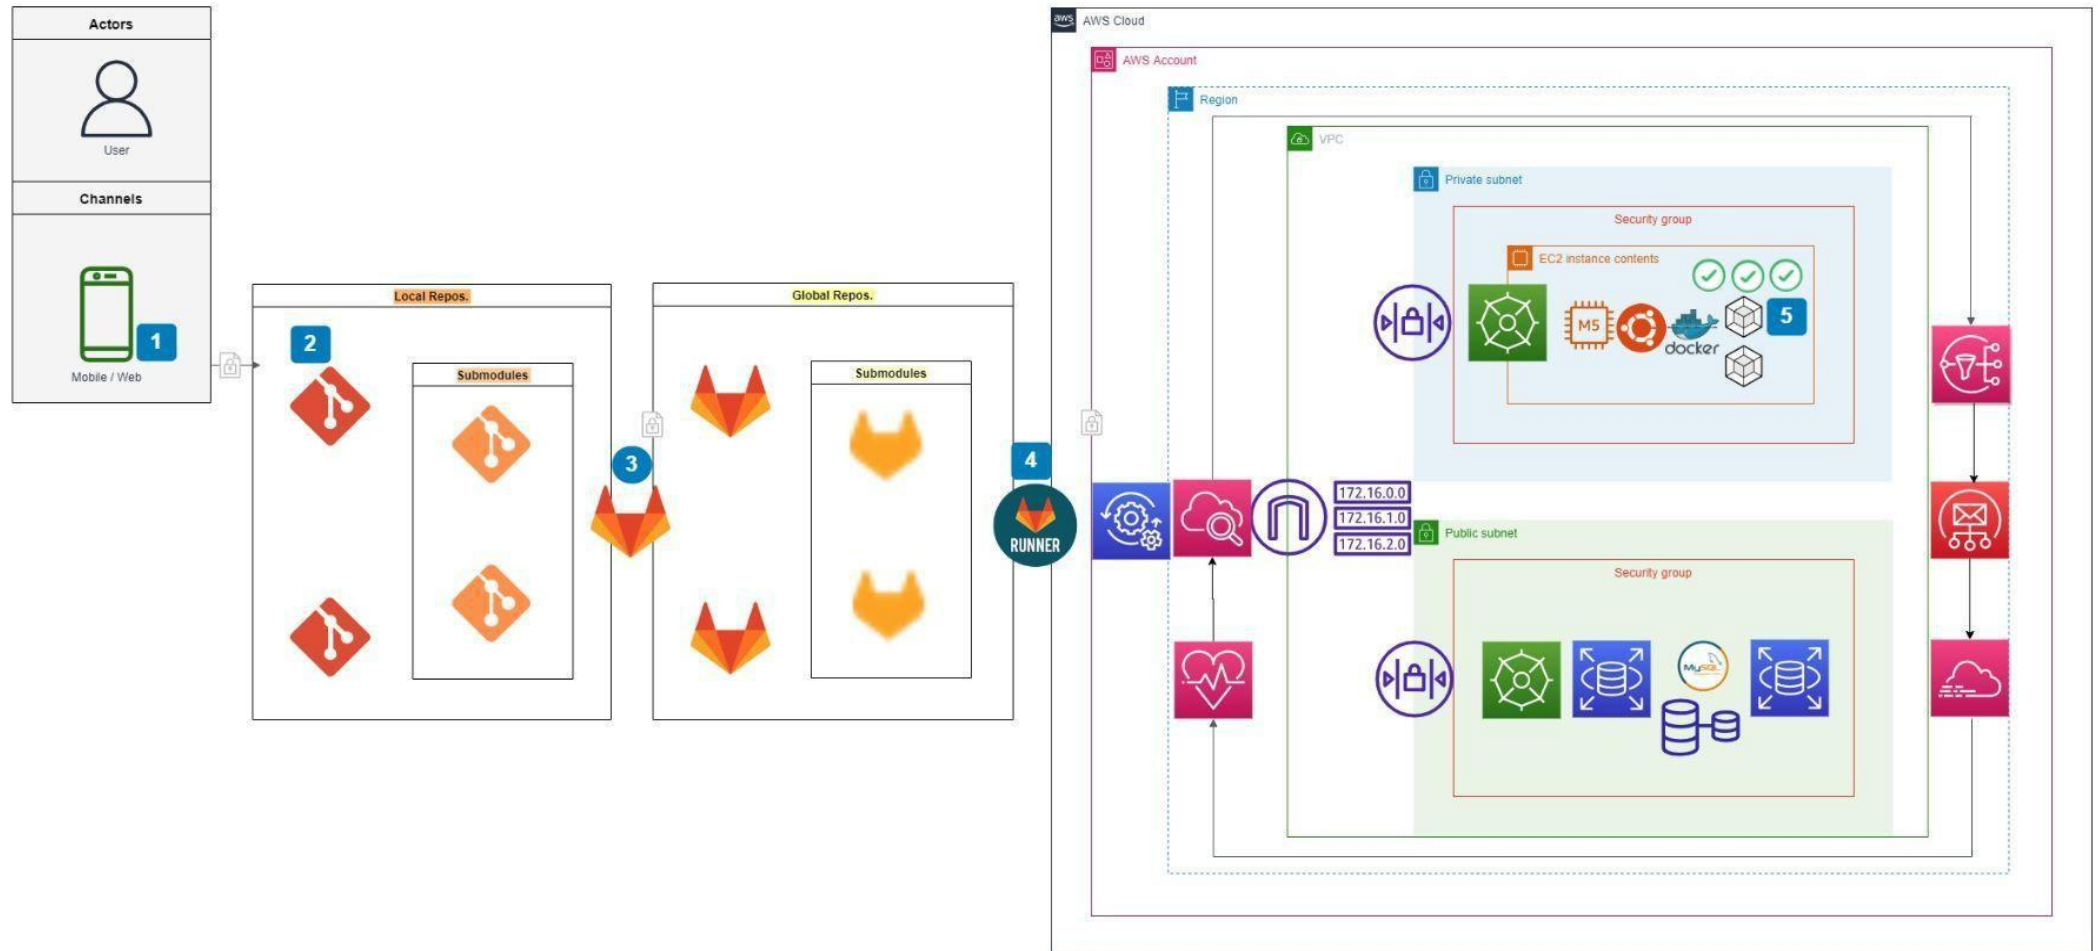 Actors
User
Channels
1
Mobile / Web
Local Repos.
2
Submodules
3
Global Repos.
Submodules
4
RUNNER
aws
AWS Cloud
AWS Account
Region
VPC
Private subnet
Security group
EC2 instance contents
M5
docker
5
172.16.0.0
172.16.1.0
172.16.2.0
Public subnet
Security group
MySQL